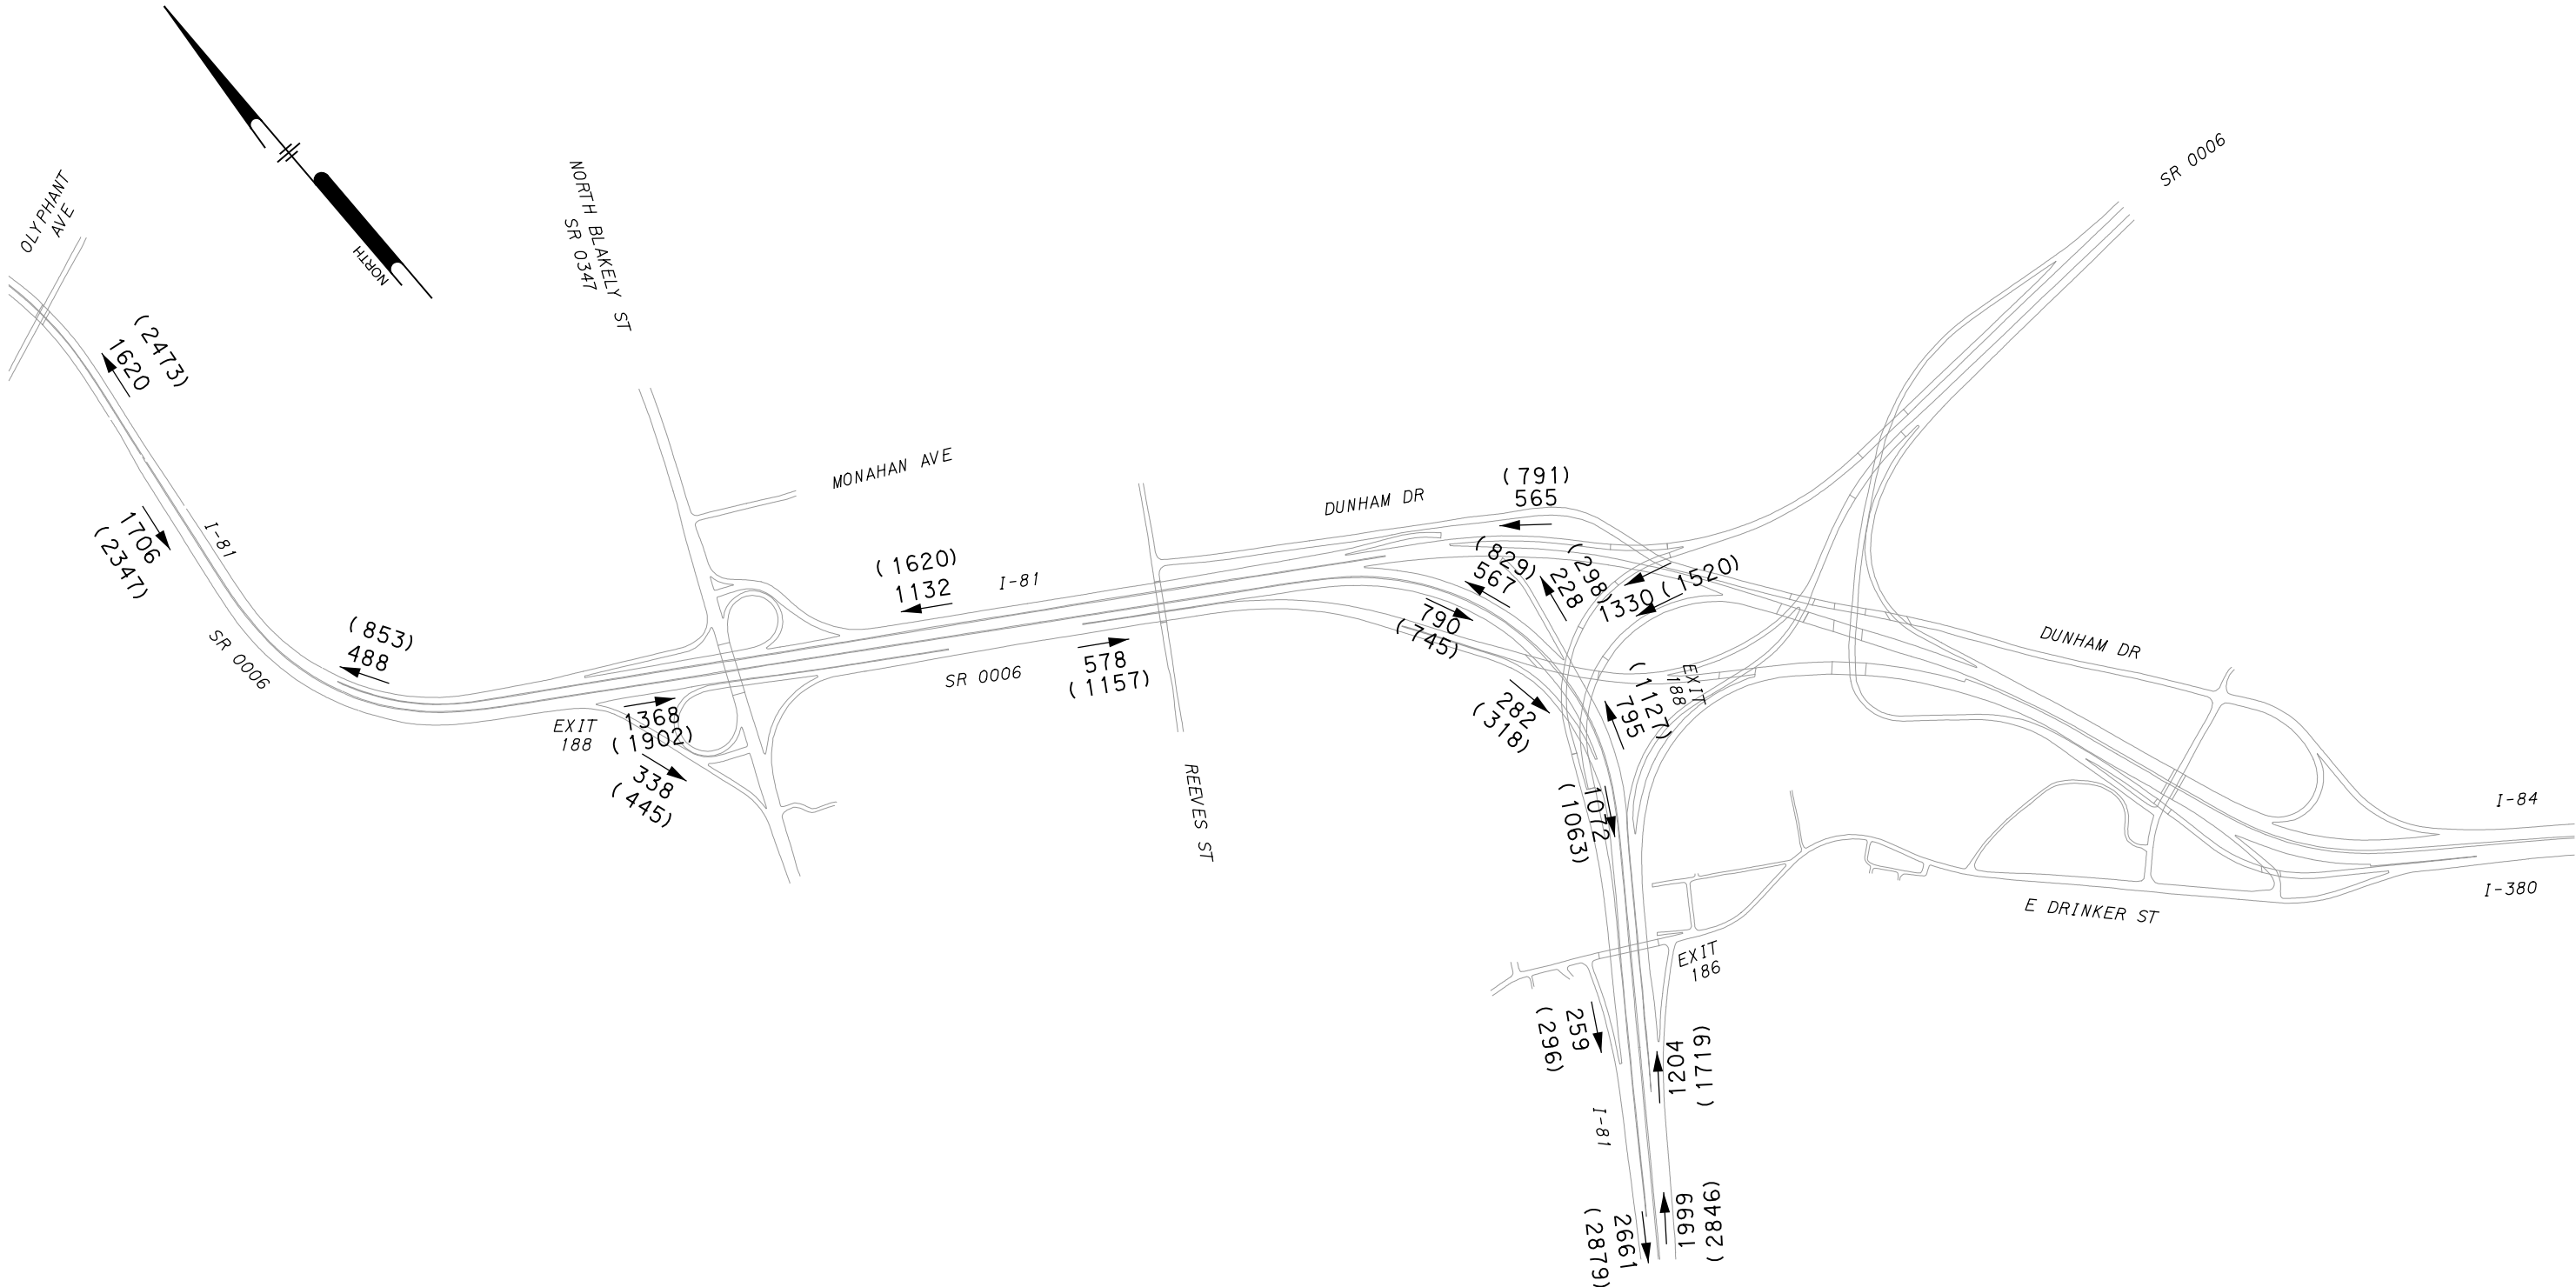 OLYPHANT
AVE
NORTH
NORTH BLAKELY ST
SR 0347
(2473)
1620
1706
(2347)
I-81
SR 0006
(853)
488
EXIT
188
1368
(1902)
338
(445)
MONAHAN AVE
(1620)
1132
I-81
SR 0006
578
(1157)
REEVES ST
DUNHAM DR
(791)
565
(829)
567
(298)
228
1330 (1520)
790
(745)
282
(318)
(1127)
795
EXIT
188
1072
(1063)
SR 0006
DUNHAM DR
I-84
I-380
E DRINKER ST
EXIT
186
259
(296)
1204
(1719)
I-81
1999
(2846)
2661
(2879)